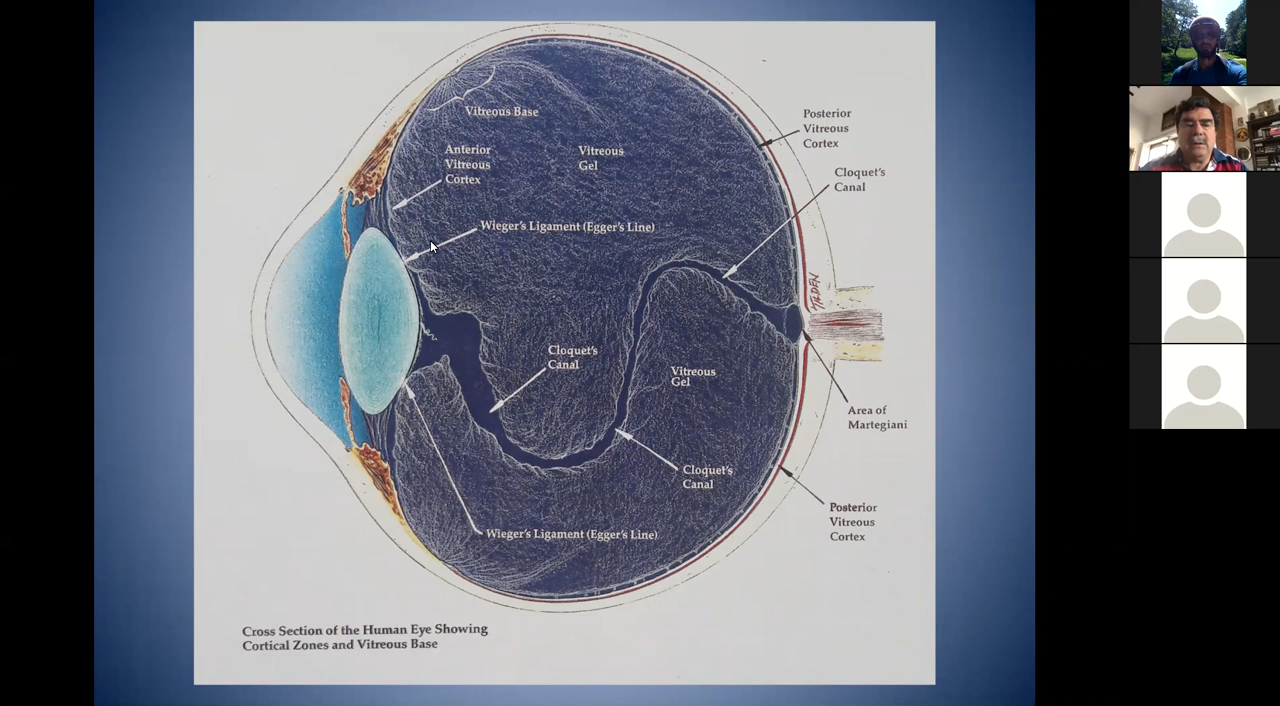 Vitreous Base
Anterior
Vitreous
Cortex
Vitreous
Gel
Posterior
Vitreous
Cortex
Cloquet's
Canal
Wieger's Ligament (Egger's Line)
TILDEN
Cloquet's
Canal
Vitreous
Gel
Area of
Martegiani
Cloquet's
Canal
Posterior
Vitreous
Cortex
Wieger's Ligament (Egger's Line)
Cross Section of the Human Eye Showing
Cortical Zones and Vitreous Base